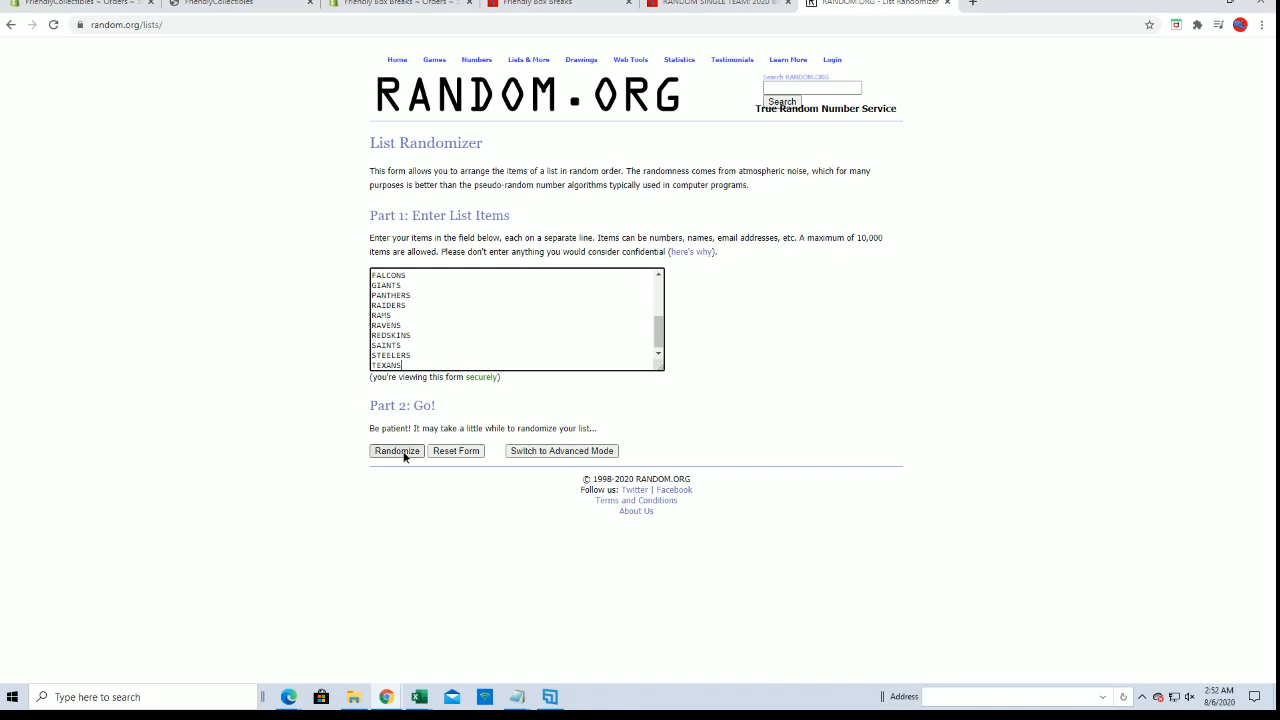 FriendlyCollectibles ~ Orders ~ S
FriendlyCollectibles
Friendly Box Breaks ~ Orders ~ S
Friendly Box Breaks
RANDOM SINGLE TEAM: 2020 B
RANDOM.ORG - List Randomizer
random.org/lists/
Home Games Numbers Lists & More Drawings Web Tools Statistics Testimonials Learn More Login
RANDOM.ORG
Search RANDOM.ORG
Search
True Random Number Service
List Randomizer
This form allows you to arrange the items of a list in random order. The randomness comes from atmospheric noise, which for many
purposes is better than the pseudo-random number algorithms typically used in computer programs.
Part 1: Enter List Items
Enter your items in the field below, each on a separate line. Items can be numbers, names, email addresses, etc. A maximum of 10,000
items are allowed. Please don't enter anything you would consider confidential (here's why).
FALCONS
GIANTS
PANTHERS
RAIDERS
RAMS
RAVENS
REDSKINS
SAINTS
STEELERS
TEXANS
(you're viewing this form securely)
Part 2: Go!
Be patient! It may take a little while to randomize your list...
Randomize Reset Form Switch to Advanced Mode
© 1998-2020 RANDOM.ORG
Follow us: Twitter | Facebook
Terms and Conditions
About Us
Type here to search
Address
2:52 AM
8/6/2020